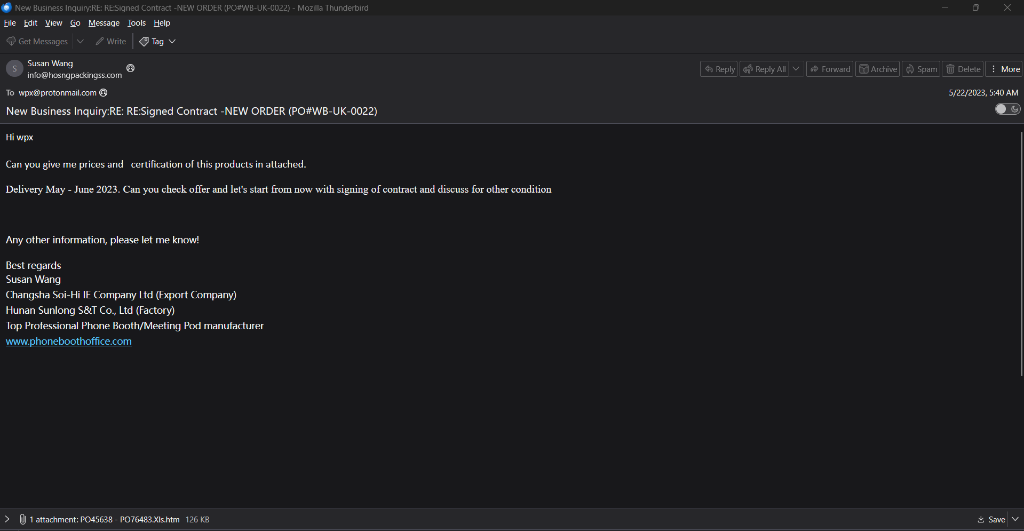 New Business Inquiry:RE: RE:Signed Contract -NEW ORDER (PO#WB-UK-0022) - Mozilla Thunderbird
File Edit View Go Message Tools Help
Get Messages Write Tag
S Susan Wang
info@hosngpackingss.com
Reply Reply All Forward Archive Spam Delete More
To wpx@protonmail.com 5/22/2023, 5:40 AM
New Business Inquiry:RE: RE:Signed Contract -NEW ORDER (PO#WB-UK-0022)
Hi wpx
Can you give me prices and certification of this products in attached.
Delivery May - June 2023. Can you check offer and let's start from now with signing of contract and discuss for other condition
Any other information, please let me know!
Best regards
Susan Wang
Changsha Soi-Hi IE Company Ltd (Export Company)
Hunan Sunlong S&T Co., Ltd (Factory)
Top Professional Phone Booth/Meeting Pod manufacturer
www.phoneboothoffice.com
1 attachment: PO45638 PO76483.Xls.htm 126 KB Save